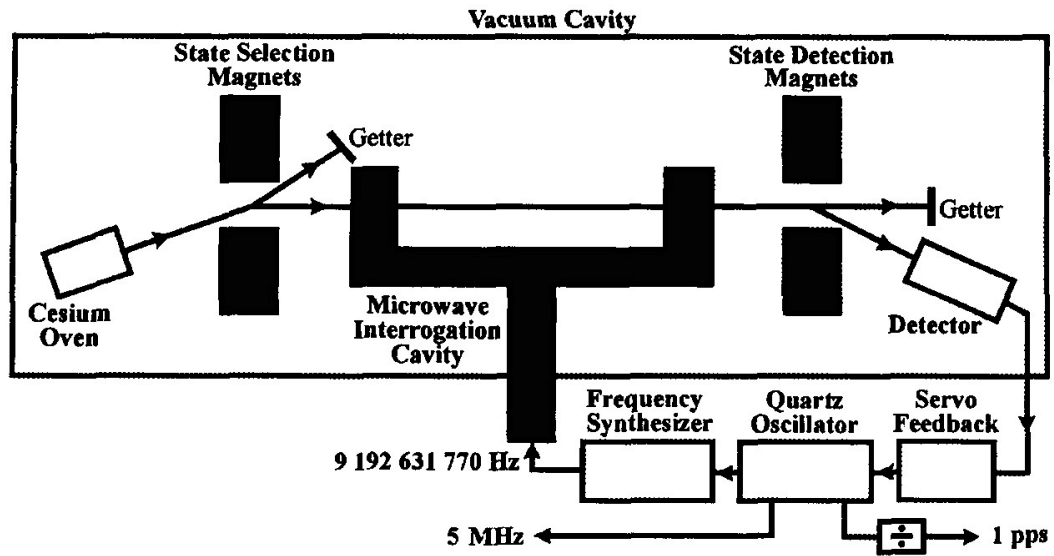 Vacuum Cavity
State Selection
Magnets
State Detection
Magnets
Getter
Getter
Cesium
Oven
Microwave
Interrogation
Cavity
Detector
Frequency
Synthesizer
Quartz
Oscillator
Servo
Feedback
9 192 631 770 Hz
5 MHz
÷
1 pps